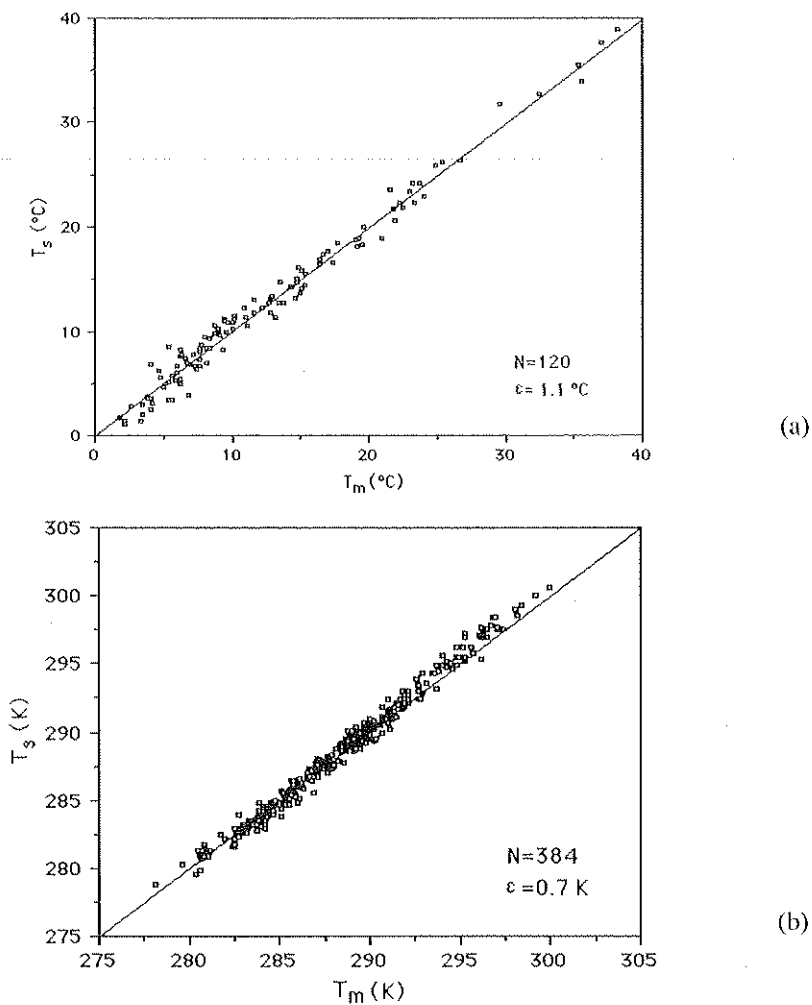 40
30
20
10
0
T_s (°C)
0 10 20 30 40
T_m (°C)
N=120
ε= 1.1 °C
(a)
305
300
295
290
285
280
275
T_s (K)
275 280 285 290 295 300 305
T_m (K)
N=384
ε=0.7 K
(b)